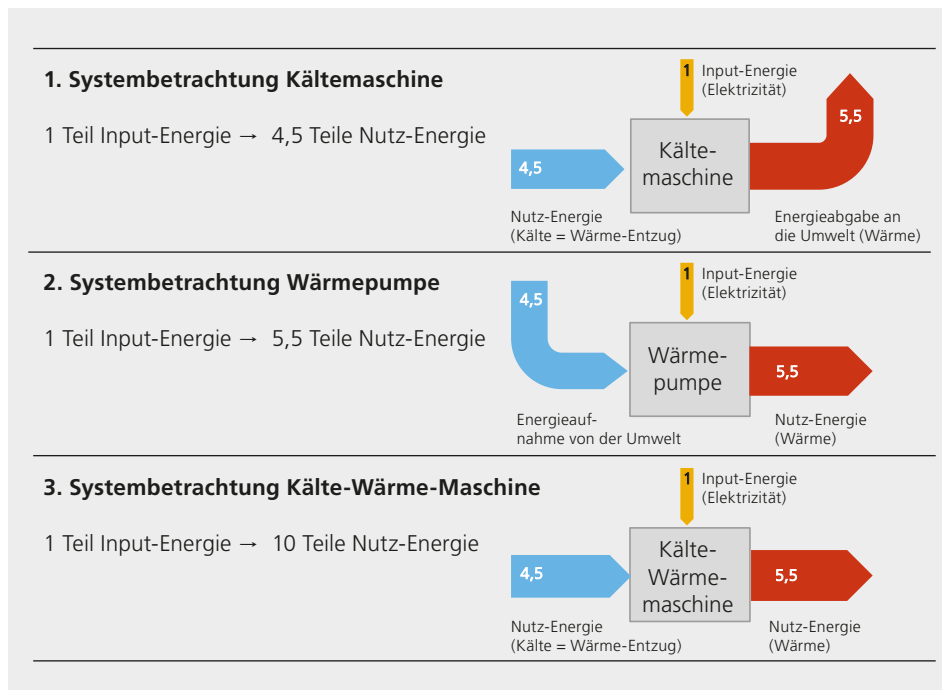 1. Systembetrachtung Kältemaschine
1 Teil Input-Energie → 4,5 Teile Nutz-Energie
1 Input-Energie
(Elektrizität)
4,5
Kälte-
maschine
5,5
Nutz-Energie
(Kälte = Wärme-Entzug)
Energieabgabe an
die Umwelt (Wärme)
2. Systembetrachtung Wärmepumpe
1 Teil Input-Energie → 5,5 Teile Nutz-Energie
1 Input-Energie
(Elektrizität)
4,5
Wärme-
pumpe
5,5
Energieauf-
nahme von der Umwelt
Nutz-Energie
(Wärme)
3. Systembetrachtung Kälte-Wärme-Maschine
1 Teil Input-Energie → 10 Teile Nutz-Energie
1 Input-Energie
(Elektrizität)
4,5
Kälte-
Wärme-
maschine
5,5
Nutz-Energie
(Kälte = Wärme-Entzug)
Nutz-Energie
(Wärme)